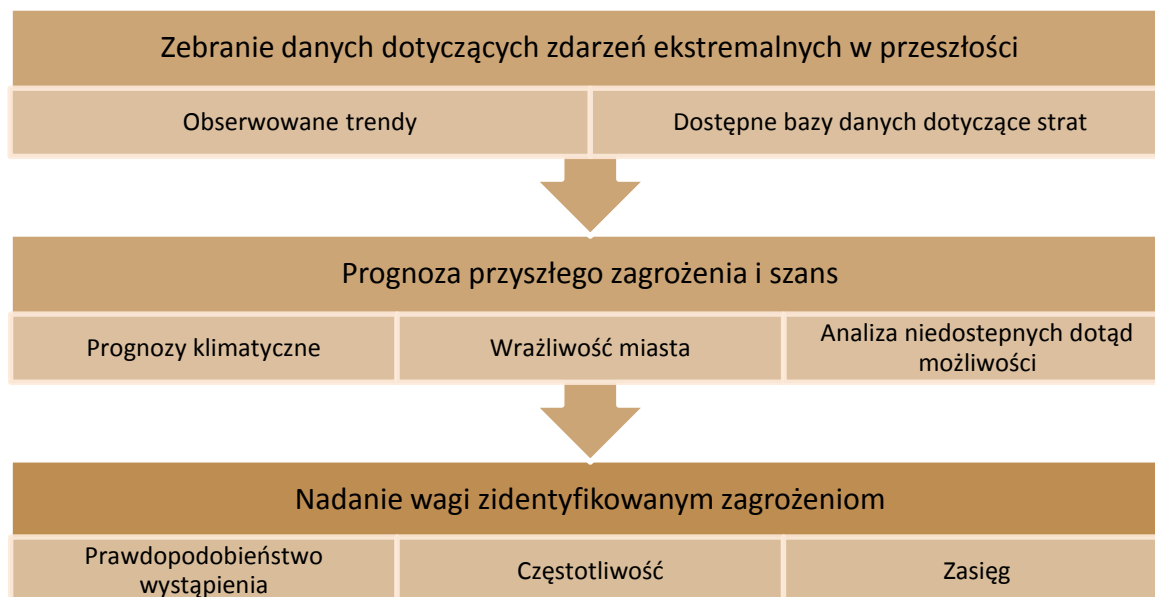 Zebranie danych dotyczących zdarzeń ekstremalnych w przeszłości
Obserwowane trendy
Dostępne bazy danych dotyczące strat
Prognoza przyszłego zagrożenia i szans
Prognozy klimatyczne
Wrażliwość miasta
Analiza niedostepnych dotąd
możliwości
Nadanie wagi zidentyfikowanym zagrożeniom
Prawdopodobieństwo
wystąpienia
Częstotliwość
Zasięg